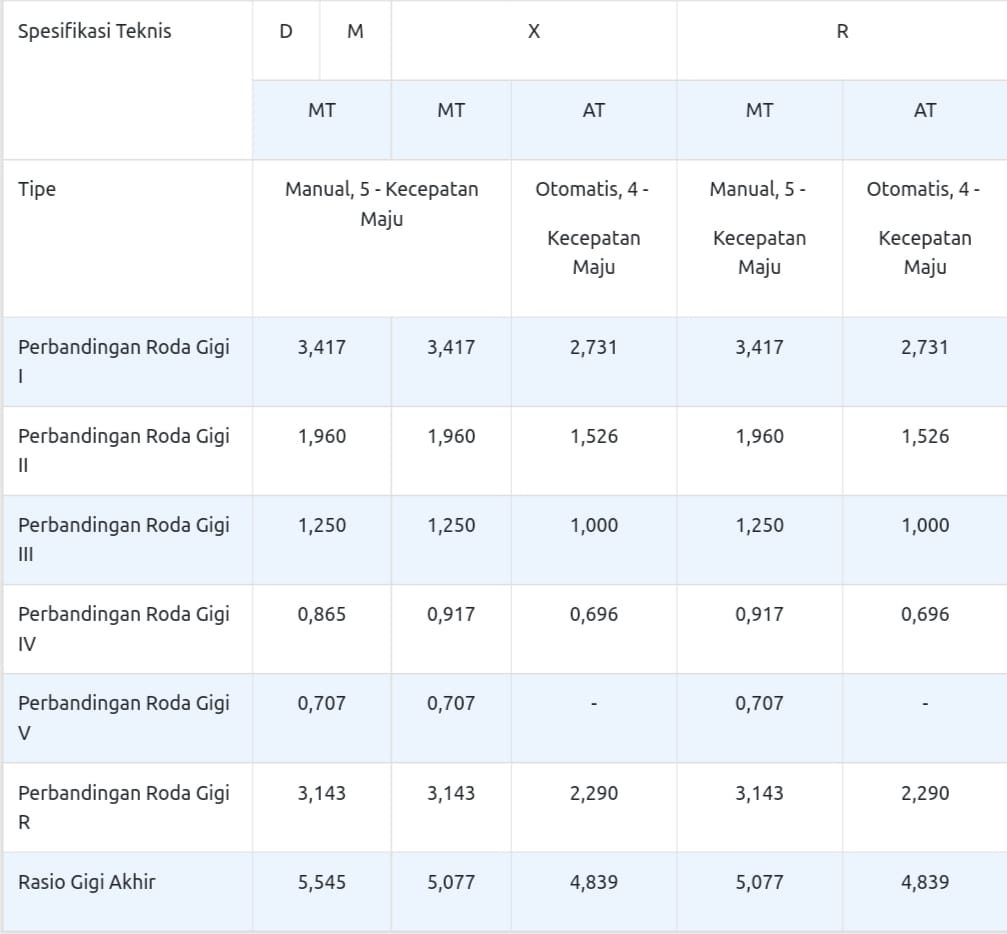 Spesifikasi Teknis D M X R
MT MT AT MT AT
Tipe Manual, 5 - Kecepatan Otomatis, 4 - Manual, 5 - Otomatis, 4 -
Maju
Kecepatan Kecepatan Kecepatan
Maju Maju Maju
Perbandingan Roda Gigi 3,417 3,417 2,731 3,417 2,731
I
Perbandingan Roda Gigi 1,960 1,960 1,526 1,960 1,526
II
Perbandingan Roda Gigi 1,250 1,250 1,000 1,250 1,000
III
Perbandingan Roda Gigi 0,865 0,917 0,696 0,917 0,696
IV
Perbandingan Roda Gigi 0,707 0,707 - 0,707 -
V
Perbandingan Roda Gigi 3,143 3,143 2,290 3,143 2,290
R
Rasio Gigi Akhir 5,545 5,077 4,839 5,077 4,839